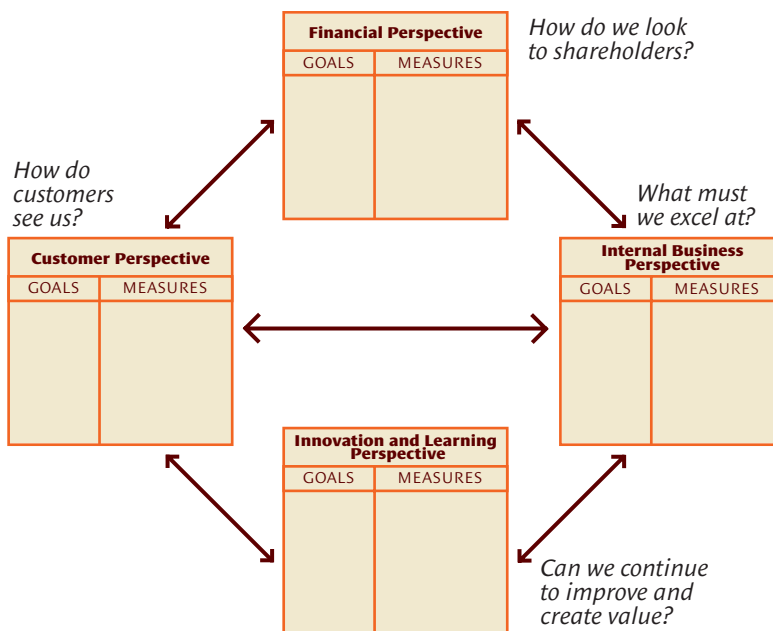 Financial Perspective
GOALS MEASURES
How do we look
to shareholders?
How do
customers
see us?
What must
we excel at?
Customer Perspective
GOALS MEASURES
Internal Business
Perspective
GOALS MEASURES
Innovation and Learning
Perspective
GOALS MEASURES
Can we continue
to improve and
create value?